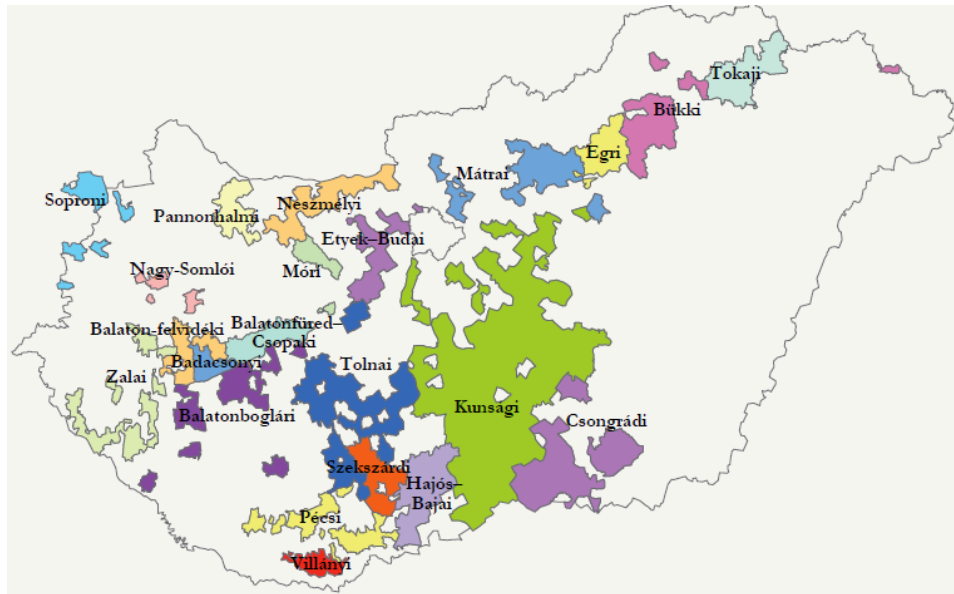 Tokaji
Bükki
Egri
Mátrai
Soproni
Pannonhalmi
Neszmélyi
Etyek–Budai
Móri
Nagy-Somlói
Balaton-felvidéki
Balatonfüred–
Csopaki
Badacsonyi
Zalai
Balatonboglári
Tolnai
Kunsági
Csongrádi
Szekszárdi
Hajós–
Bajai
Pécsi
Villányi